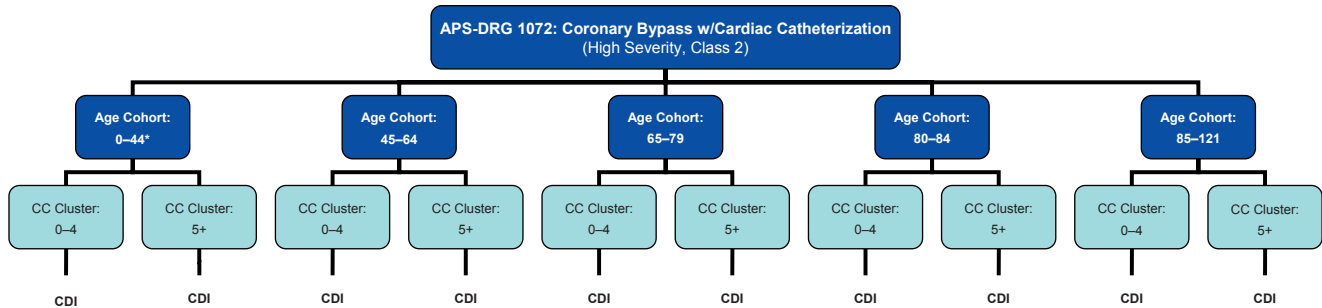 APS-DRG 1072: Coronary Bypass w/Cardiac Catheterization
(High Severity, Class 2)
Age Cohort:
0–44*
Age Cohort:
45–64
Age Cohort:
65–79
Age Cohort:
80–84
Age Cohort:
85–121
CC Cluster:
0–4
CC Cluster:
5+
CC Cluster:
0–4
CC Cluster:
5+
CC Cluster:
0–4
CC Cluster:
5+
CC Cluster:
0–4
CC Cluster:
5+
CC Cluster:
0–4
CC Cluster:
5+
CDI
CDI
CDI
CDI
CDI
CDI
CDI
CDI
CDI
CDI